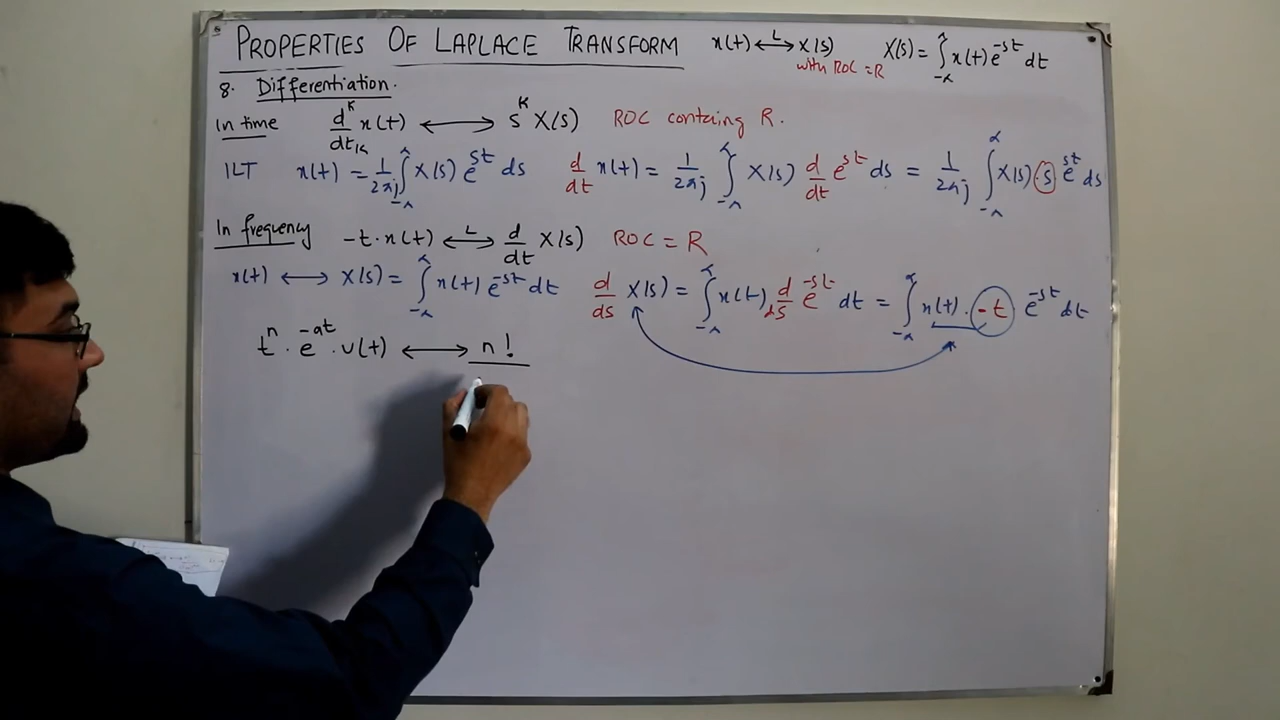 PROPERTIES OF LAPLACE TRANSFORM x(t) ⟷ᴸ X(s) with ROC = R X(s) = ∫_{-∞}^{∞} x(t) e^{-st} dt
8. Differentiation.
In time d^K/dt^K x(t) ⟷ s^K X(s) ROC containg R.
ILT x(t) = 1/2πj ∫_{-∞}^{∞} X(s) e^{st} ds d/dt x(t) = 1/2πj ∫_{-∞}^{∞} X(s) d/dt e^{st} ds = 1/2πj ∫_{-∞}^{∞} X(s) · s e^{st} ds
In frequency -t·x(t) ⟷ᴸ d/dt X(s) ROC = R
x(t) ⟷ X(s) = ∫_{-∞}^{∞} x(t) e^{-st} dt d/ds X(s) = ∫_{-∞}^{∞} x(t) d/ds e^{-st} dt = ∫_{-∞}^{∞} x(t) · -t e^{-st} dt
t^n · e^{-at} · u(t) ⟷ n!